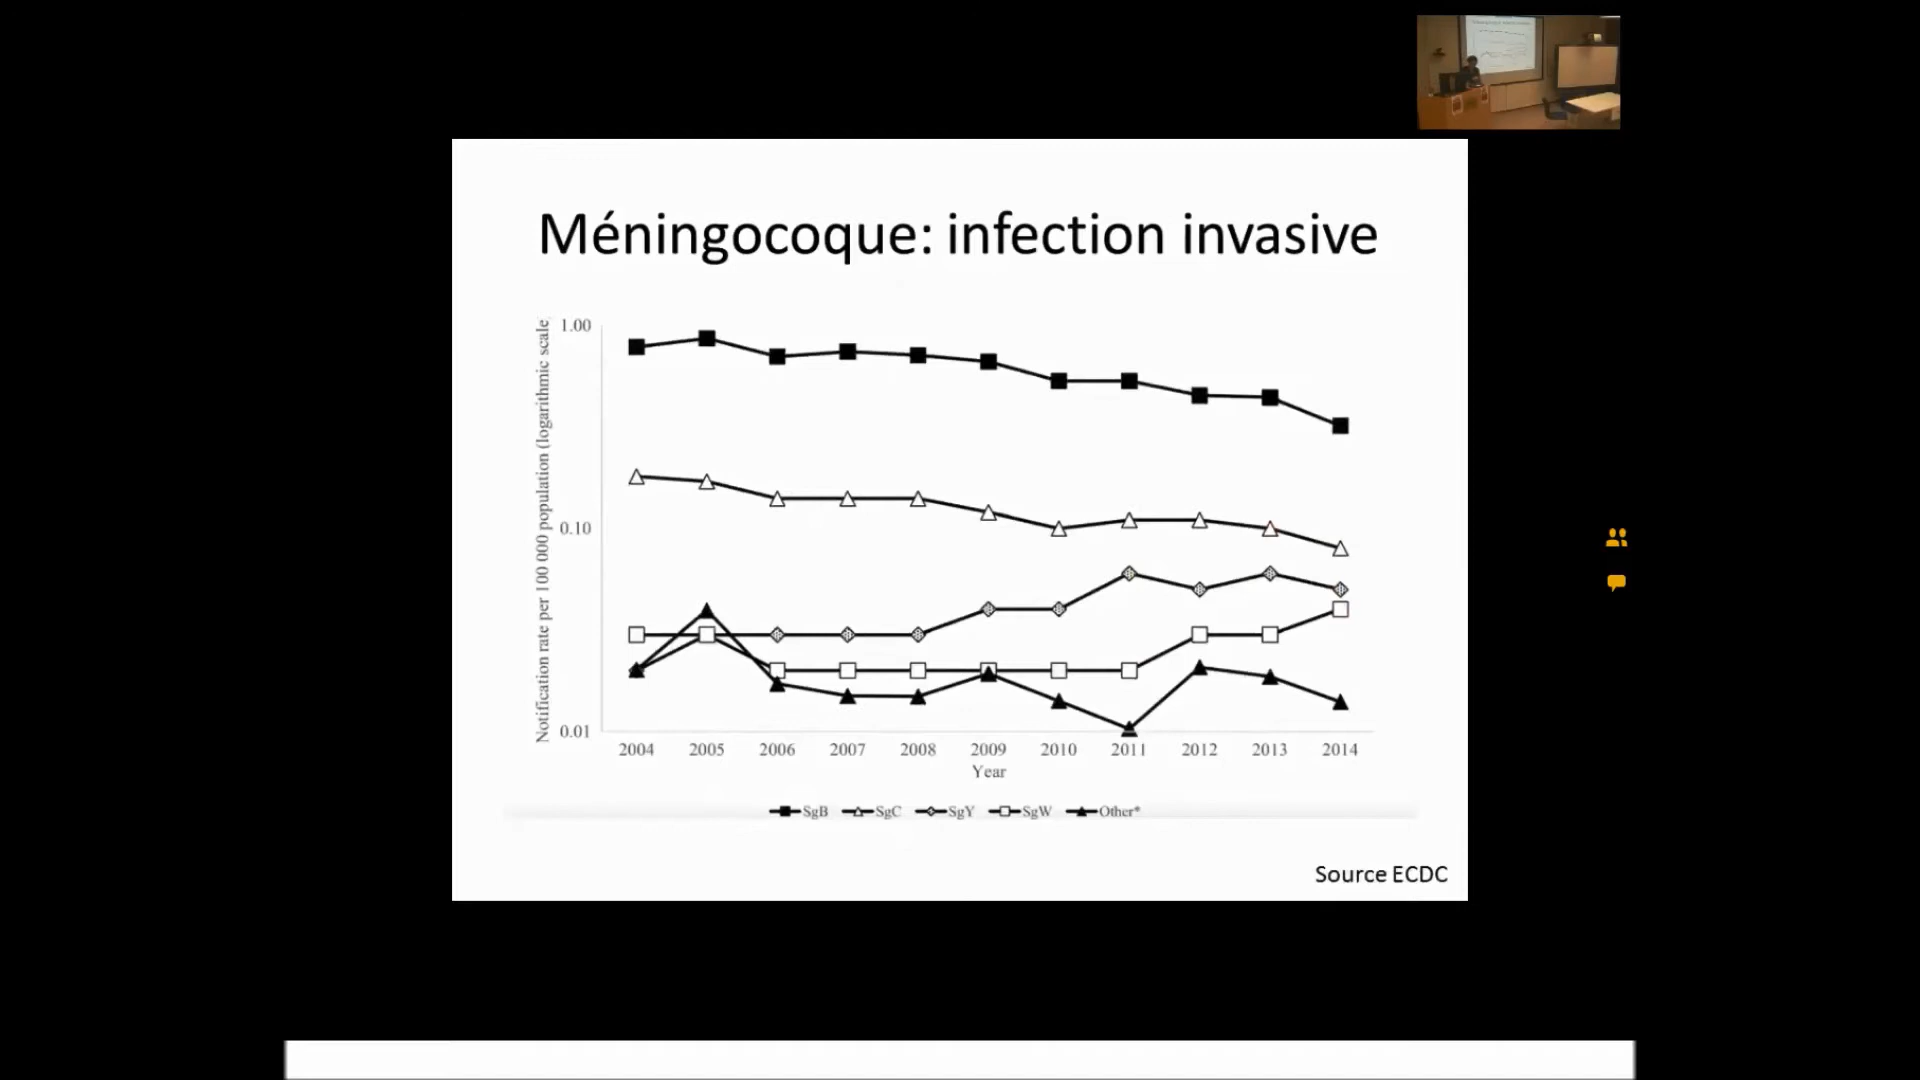 Méningocoque: infection invasive
Notification rate per 100 000 population (logarithmic scale
1.00
0.10
0.01
2004 2005 2006 2007 2008 2009 2010 2011 2012 2013 2014
Year
SgB SgC SgY SgW Other*
Source ECDC